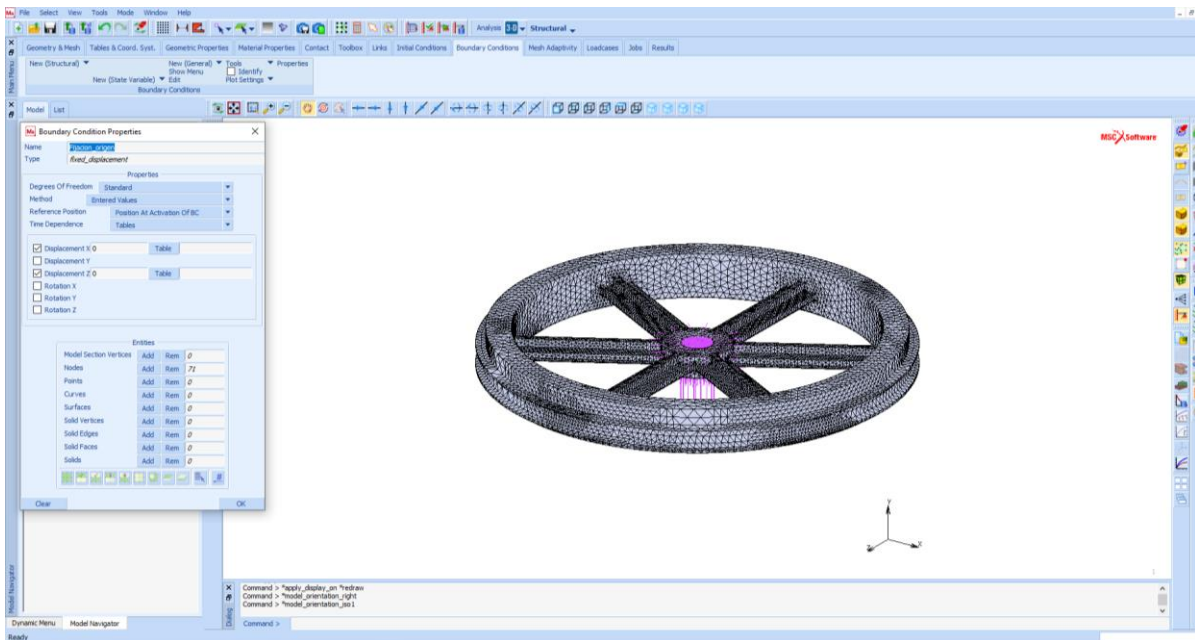 File Select View Tools Mode Window Help
Analysis 3-D Structural
Geometry & Mesh Tables & Coord. Syst. Geometric Properties Material Properties Contact Toolbox Links Initial Conditions Boundary Conditions Mesh Adaptivity Loadcases Jobs Results
New (Structural) New (General) Tools Properties
Show Menu Identify
New (State Variable) Edit Plot Settings
Boundary Conditions
Main Menu
Model List
Boundary Condition Properties
Name
Type fixed_displacement
Properties
Degrees Of Freedom Standard
Method Entered Values
Reference Position Position At Activation Of BC
Time Dependence Tables
Displacement X 0 Table
Displacement Y
Displacement Z 0 Table
Rotation X
Rotation Y
Rotation Z
Entities
Model Section Vertices Add Rem 0
Nodes Add Rem 71
Points Add Rem 0
Curves Add Rem 0
Surfaces Add Rem 0
Solid Vertices Add Rem 0
Solid Edges Add Rem 0
Solid Faces Add Rem 0
Solids Add Rem 0
Clear OK
MSC Software
Y
Z X
1
Model Navigator
Dialog
Command > *apply_display_on *redraw
Command > *model_orientation_right
Command > *model_orientation_iso1
Command >
Dynamic Menu Model Navigator
Ready